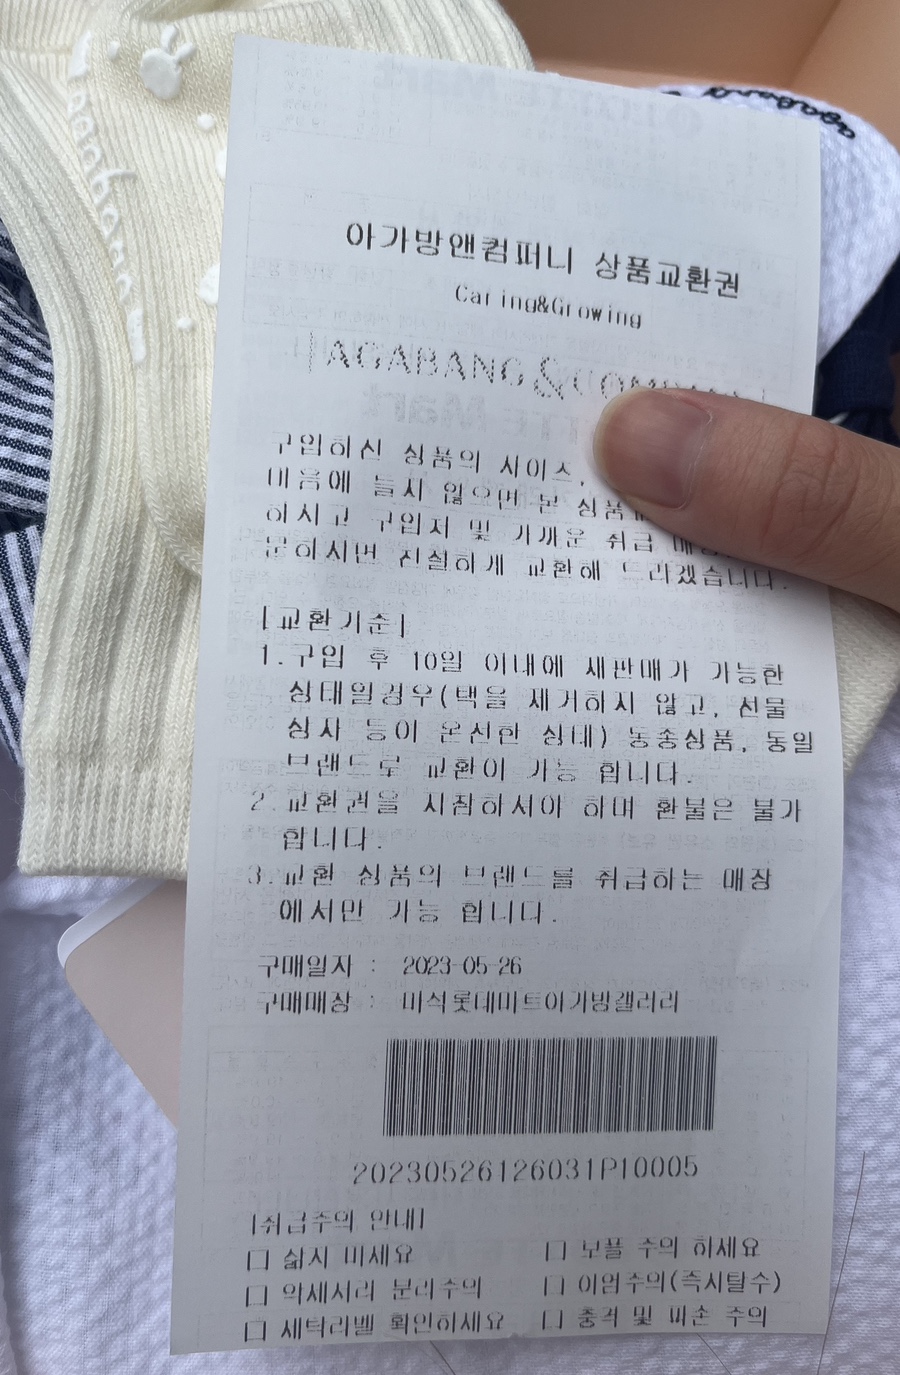 agabang
아가방앤컴퍼니 상품교환권
Caring&Growing
AGABANG &COMPANY
구입하신 상품의 사이즈,
마음에 들지 않으면 본 상품
하시고 구입처 및 가까운 취급 매장
문하시면 친절하게 교환해 드리겠습니다.
[교환기준]
1.구입 후 10일 이내에 재판매가 가능한
상태일경우(택을 제거하지 않고, 선물
상자 등이 온전한 상태) 동종상품, 동일
브랜드로 교환이 가능 합니다.
2.교환권을 지참하셔야 하며 환불은 불가
합니다.
3.교환 상품의 브랜드를 취급하는 매장
에서만 가능 합니다.
구매일자 : 2023-05-26
구매매장 : 미식롯데마트아가방갤러리
20230526126031P10005
[취급주의 안내]
□ 삶지 마세요 □ 보풀 주의 하세요
□ 악세서리 분리주의 □ 이염주의(즉시탈수)
□ 세탁라벨 확인하세요 □ 충격 및 파손 주의